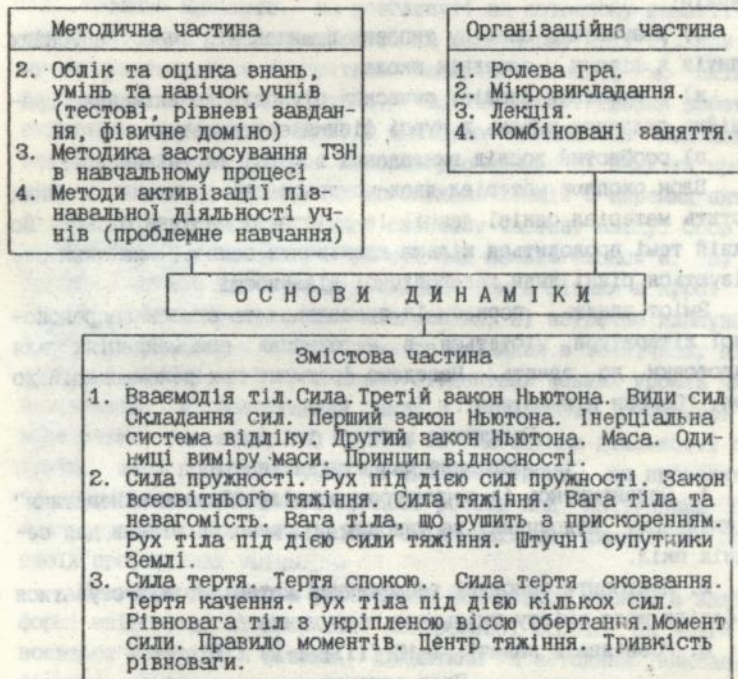 Методична частина
2. Облік та оцінка знань,
умінь та навичок учнів
(тестові, рівневі завдан-
ня, фізичне доміно)
3. Методика застосування ТЗН
в навчальному процесі
4. Методи активізації піз-
навальної діяльності уч-
нів (проблемне навчання)
Організаційна частина
1. Ролева гра.
2. Мікровикладання.
3. Лекція.
4. Комбіновані заняття.
ОСНОВИ ДИНАМІКИ
Змістова частина
1. Взаємодія тіл.Сила.Третій закон Ньютона. Види сил
Складання сил. Перший закон Ньютона. Інерціальна
система відліку. Другий закон Ньютона. Маса. Оди-
ниці виміру маси. Принцип відносності.
2. Сила пружності. Рух під дією сил пружності. Закон
всесвітнього тяжіння. Сила тяжіння. Вага тіла та
невагомість. Вага тіла, що рушить в прискоренням.
Рух тіла під дією сили тяжіння. Штучні супутники
Землі.
3. Сила тертя. Тертя спокою. Сила тертя сковзання.
Тертя качення. Рух тіла під дією кількох сил.
Рівновага тіл з укріпленою віссю обертання.Момент
сили. Правило моментів. Центр тяжіння. Тривкість
рівноваги.